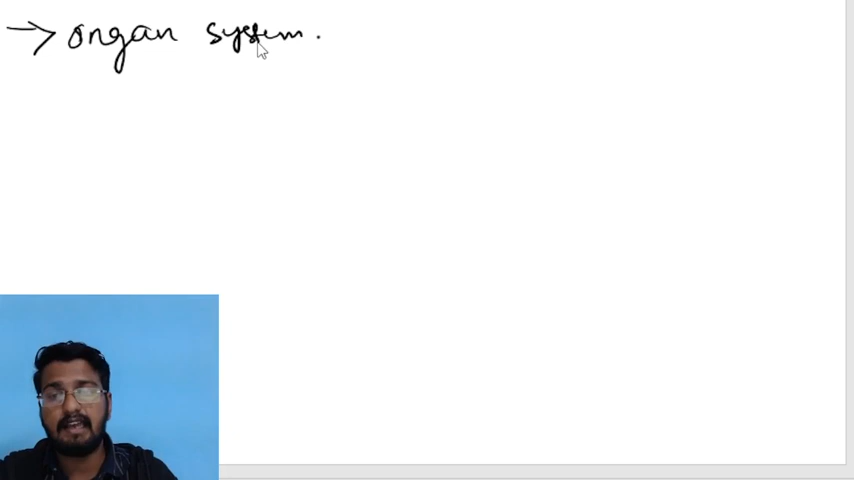 → organ system.